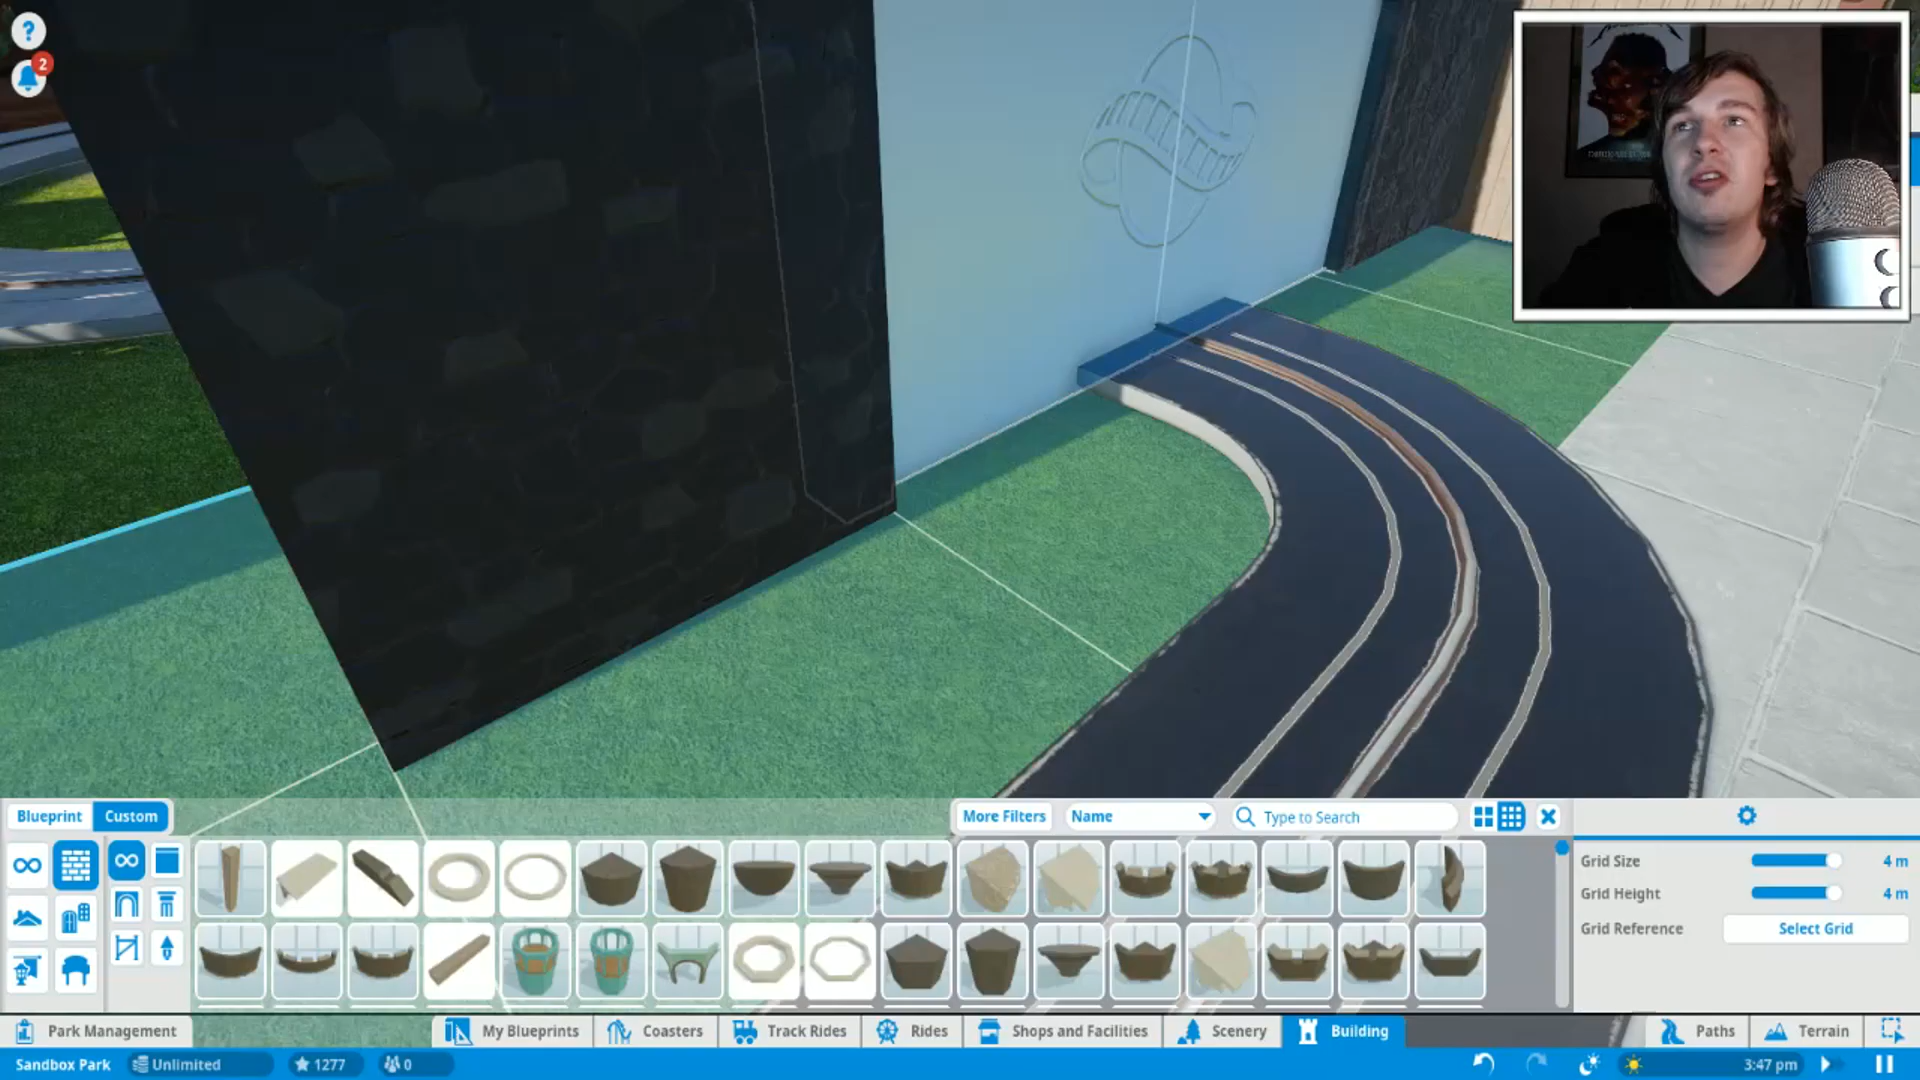 ?
2
Blueprint Custom
More Filters Name Type to Search
Grid Size 4 m
Grid Height 4 m
Grid Reference Select Grid
Park Management My Blueprints Coasters Track Rides Rides Shops and Facilities Scenery Building Paths Terrain
Sandbox Park Unlimited 1277 0 3:47 pm